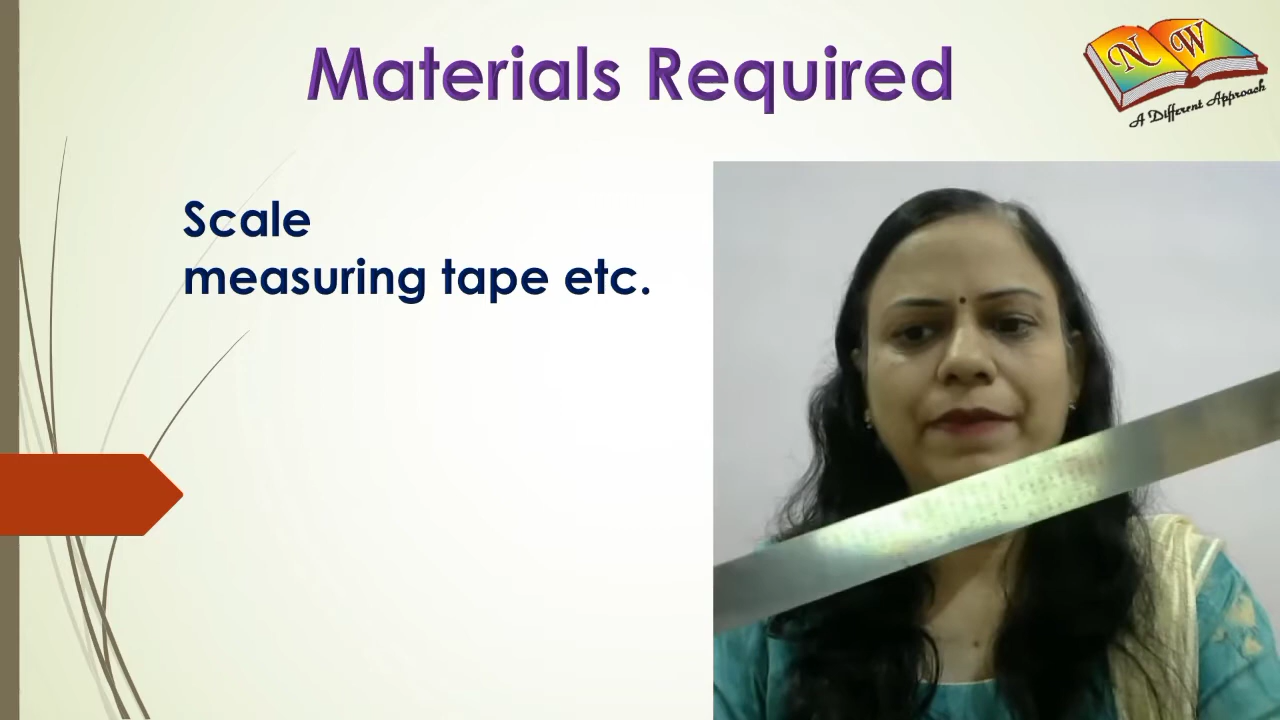 Materials Required
N W
A Different Approach
Scale
measuring tape etc.